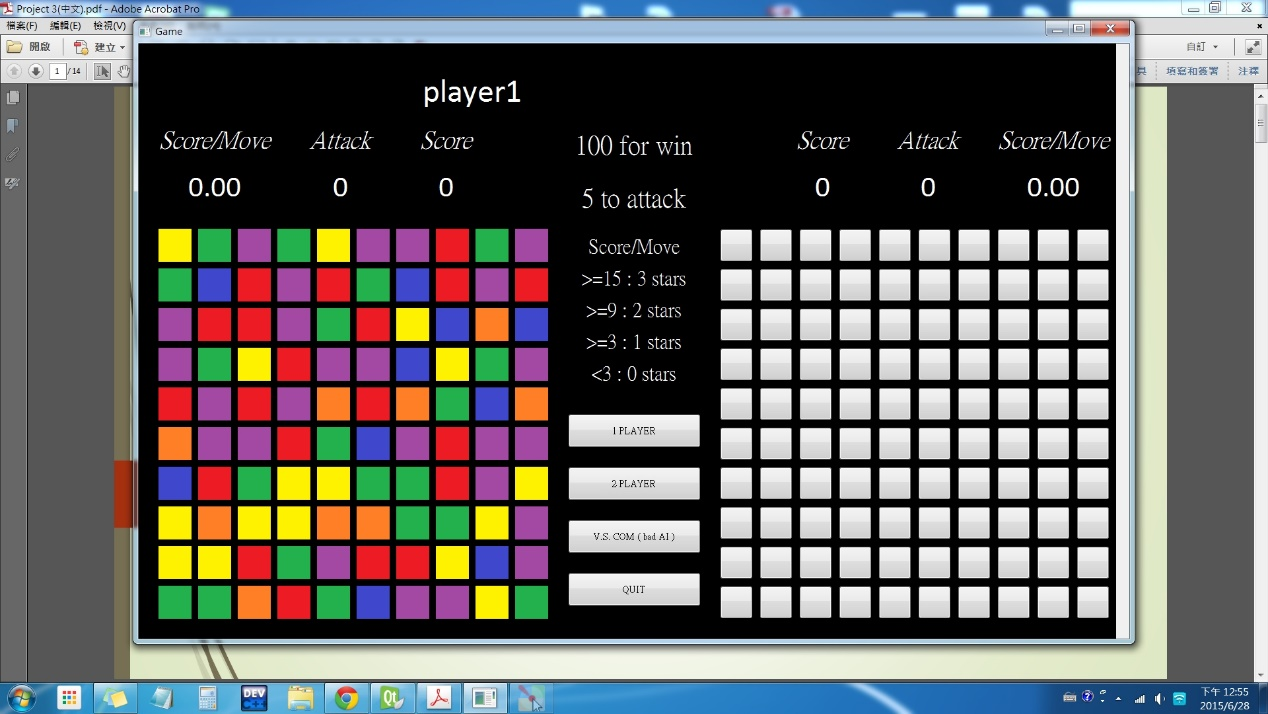 Project 3(中文).pdf - Adobe Acrobat Pro
檔案(F) 編輯(E) 檢視(V)
開啟 建立 自訂
1 / 14 具 填寫和簽署 注釋
Game
player1
Score/Move Attack Score
0.00 0 0
100 for win
5 to attack
Score/Move
>=15 : 3 stars
>=9 : 2 stars
>=3 : 1 stars
<3 : 0 stars
1 PLAYER
2 PLAYER
V.S. COM ( bad AI )
QUIT
Score Attack Score/Move
0 0 0.00
DEV
C++
Qt
下午 12:55
2015/6/28